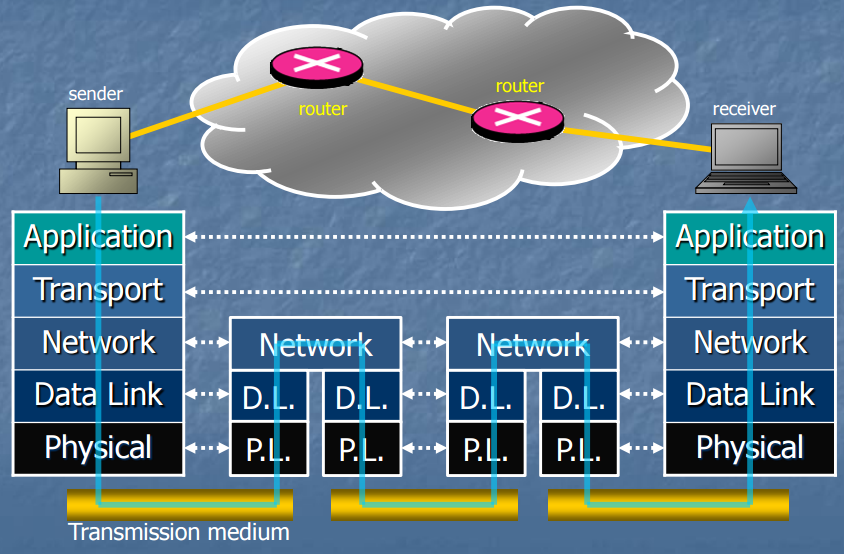 sender
router
router
receiver
Application
Application
Transport
Transport
Network
Network
Network
Network
Data Link
D.L.
D.L.
D.L.
D.L.
Data Link
Physical
P.L.
P.L.
P.L.
P.L.
Physical
Transmission medium